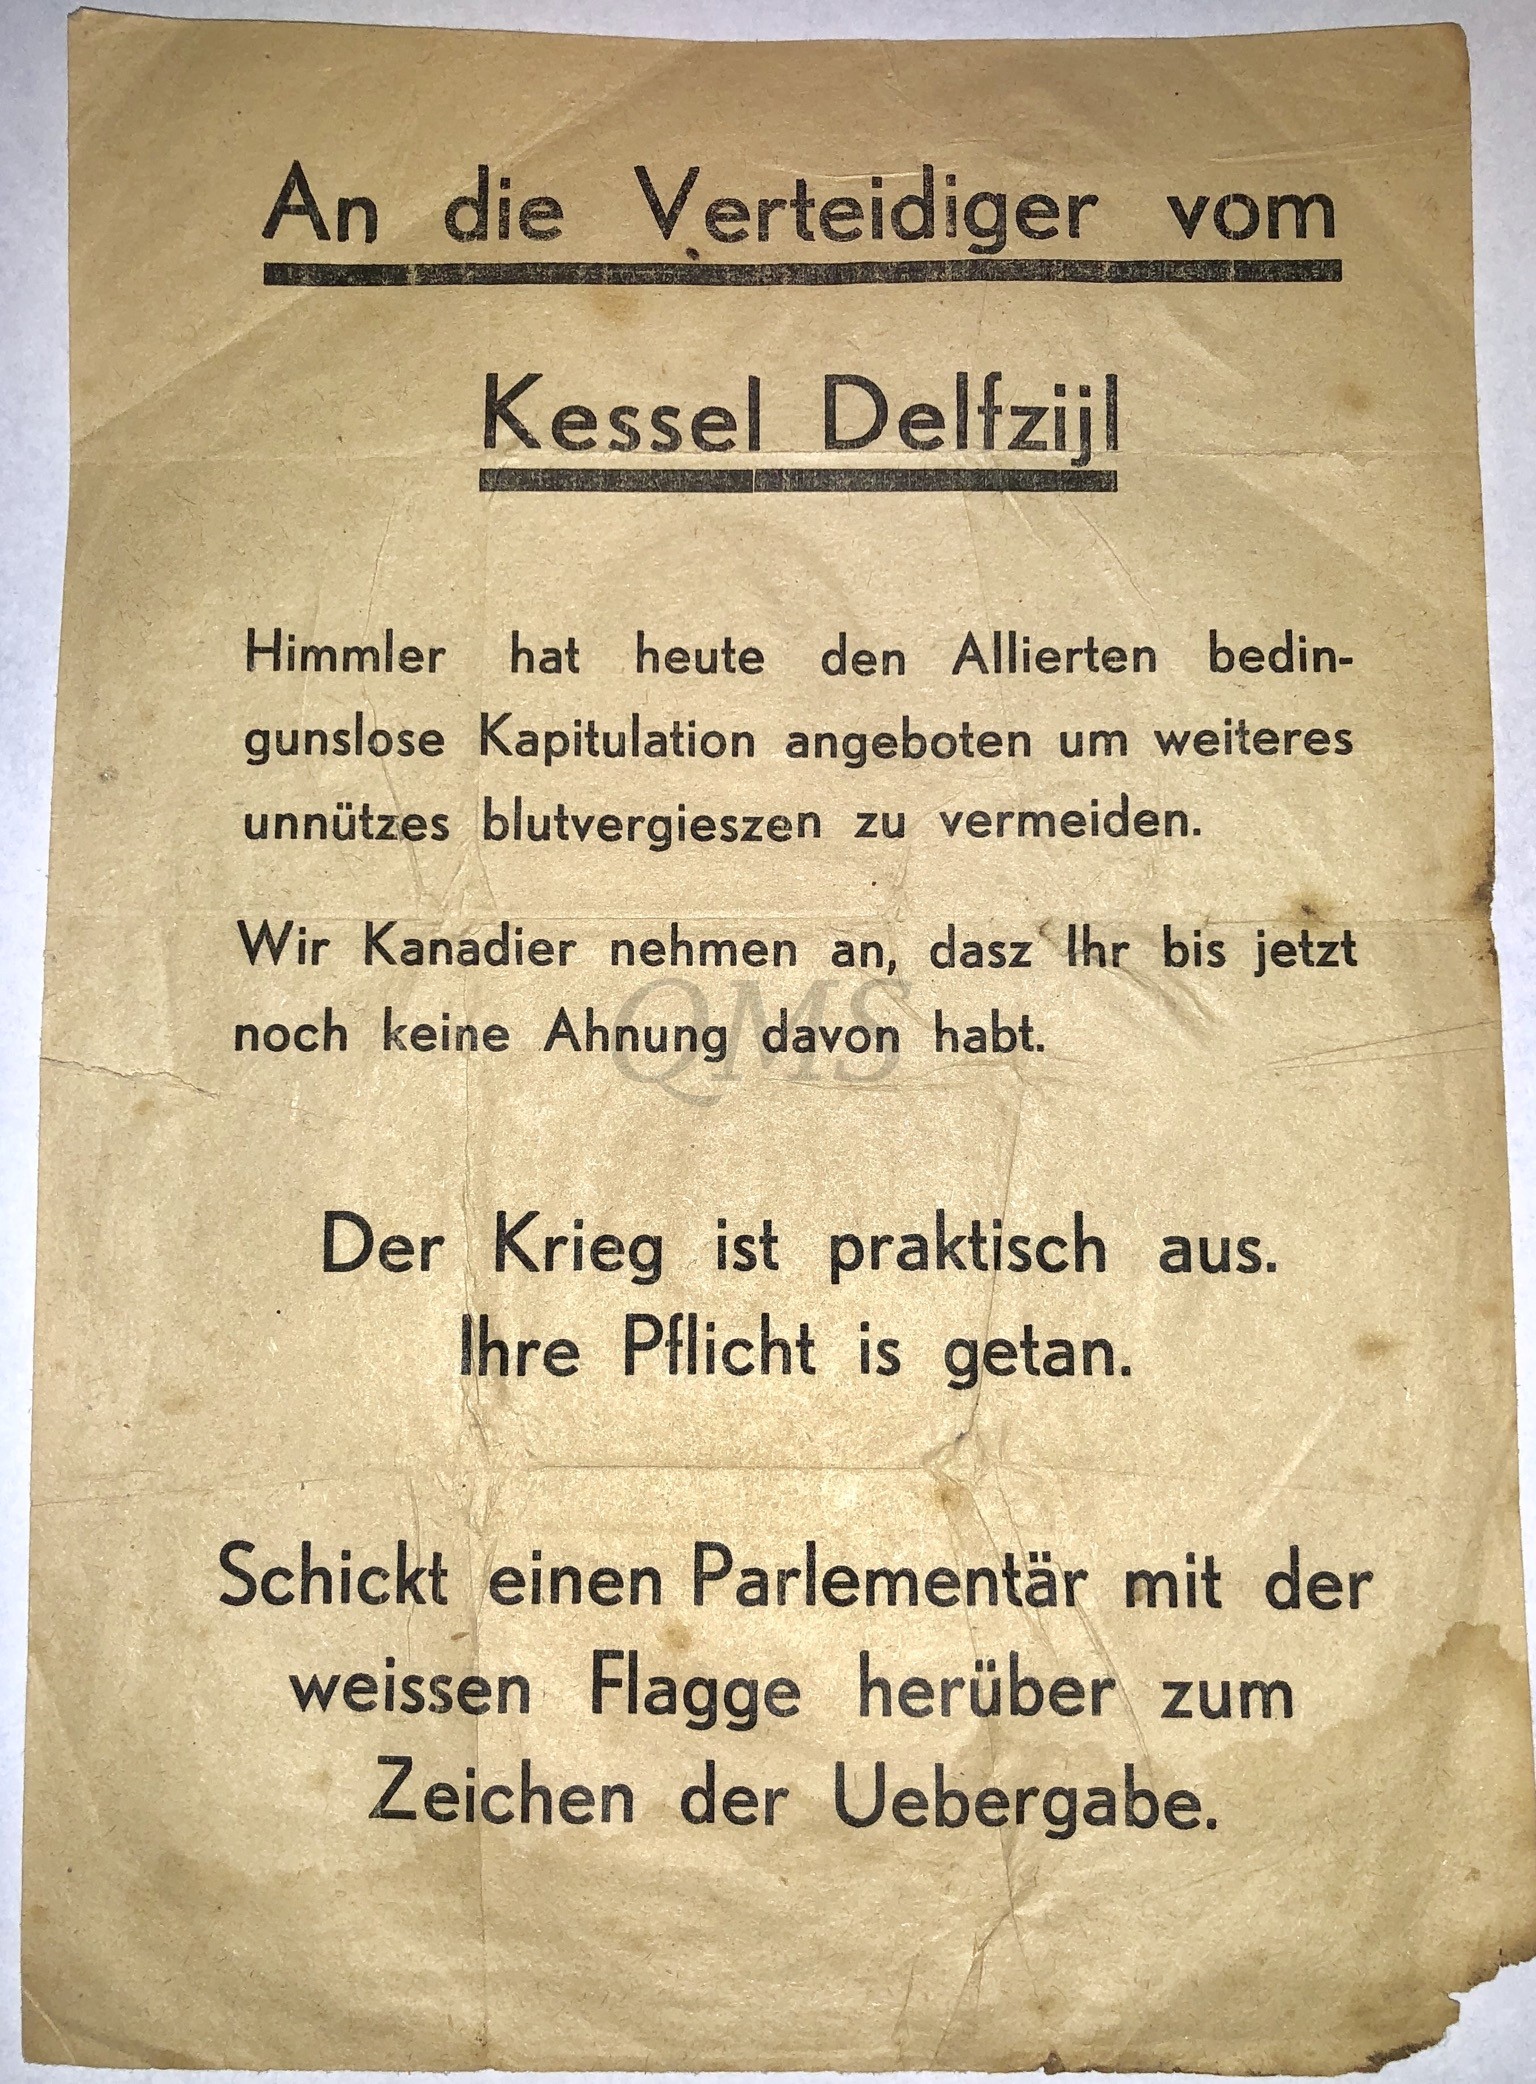 An die Verteidiger vom
Kessel Delfzijl
Himmler hat heute den Allierten bedin-
gunslose Kapitulation angeboten um weiteres
unnützes blutvergieszen zu vermeiden.
Wir Kanadier nehmen an, dasz Ihr bis jetzt
noch keine Ahnung davon habt.
QMS
Der Krieg ist praktisch aus.
Ihre Pflicht is getan.
Schickt einen Parlementär mit der
weissen Flagge herüber zum
Zeichen der Uebergabe.